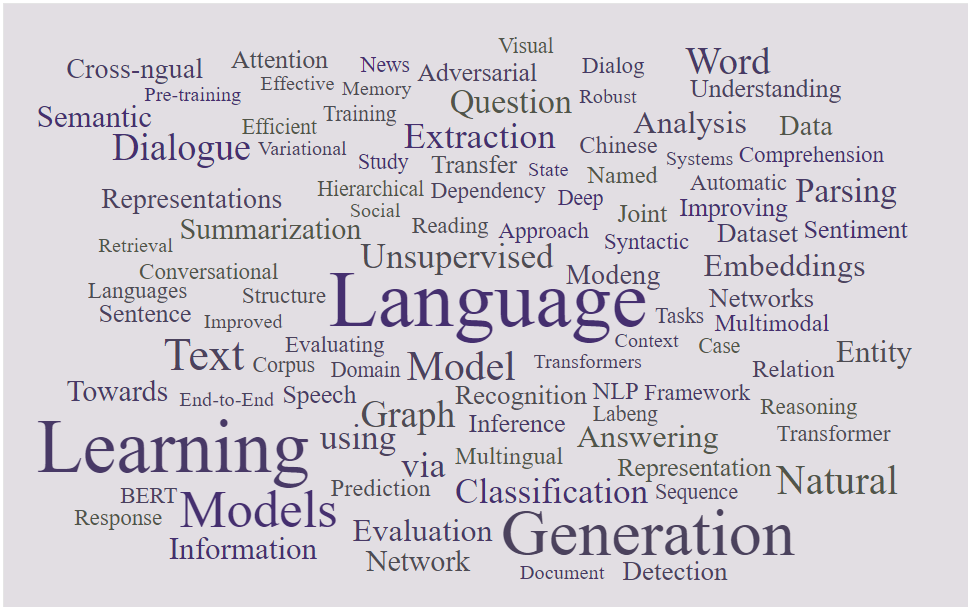 Visual
Cross-ngual Attention News Adversarial Dialog Word
Pre-training Effective Memory Question Robust Understanding
Semantic Efficient Training Extraction Analysis Data
Dialogue Variational Study Transfer State Chinese Systems Comprehension
Representations Hierarchical Dependency Deep Named Automatic Parsing
Social Joint Improving
Retrieval Summarization Reading Approach Syntactic Dataset Sentiment
Conversational Unsupervised Modeng Embeddings
Languages Structure Language Networks
Sentence Improved Tasks Multimodal
Text Evaluating Context Case Entity
Corpus Domain Model Transformers Relation
Towards End-to-End Speech Recognition NLP Framework
Graph Inference Labeng Reasoning
Learning using Answering Transformer
via Multingual Representation Natural
BERT Models Prediction Classification Sequence
Response Evaluation Generation
Information Network Document Detection